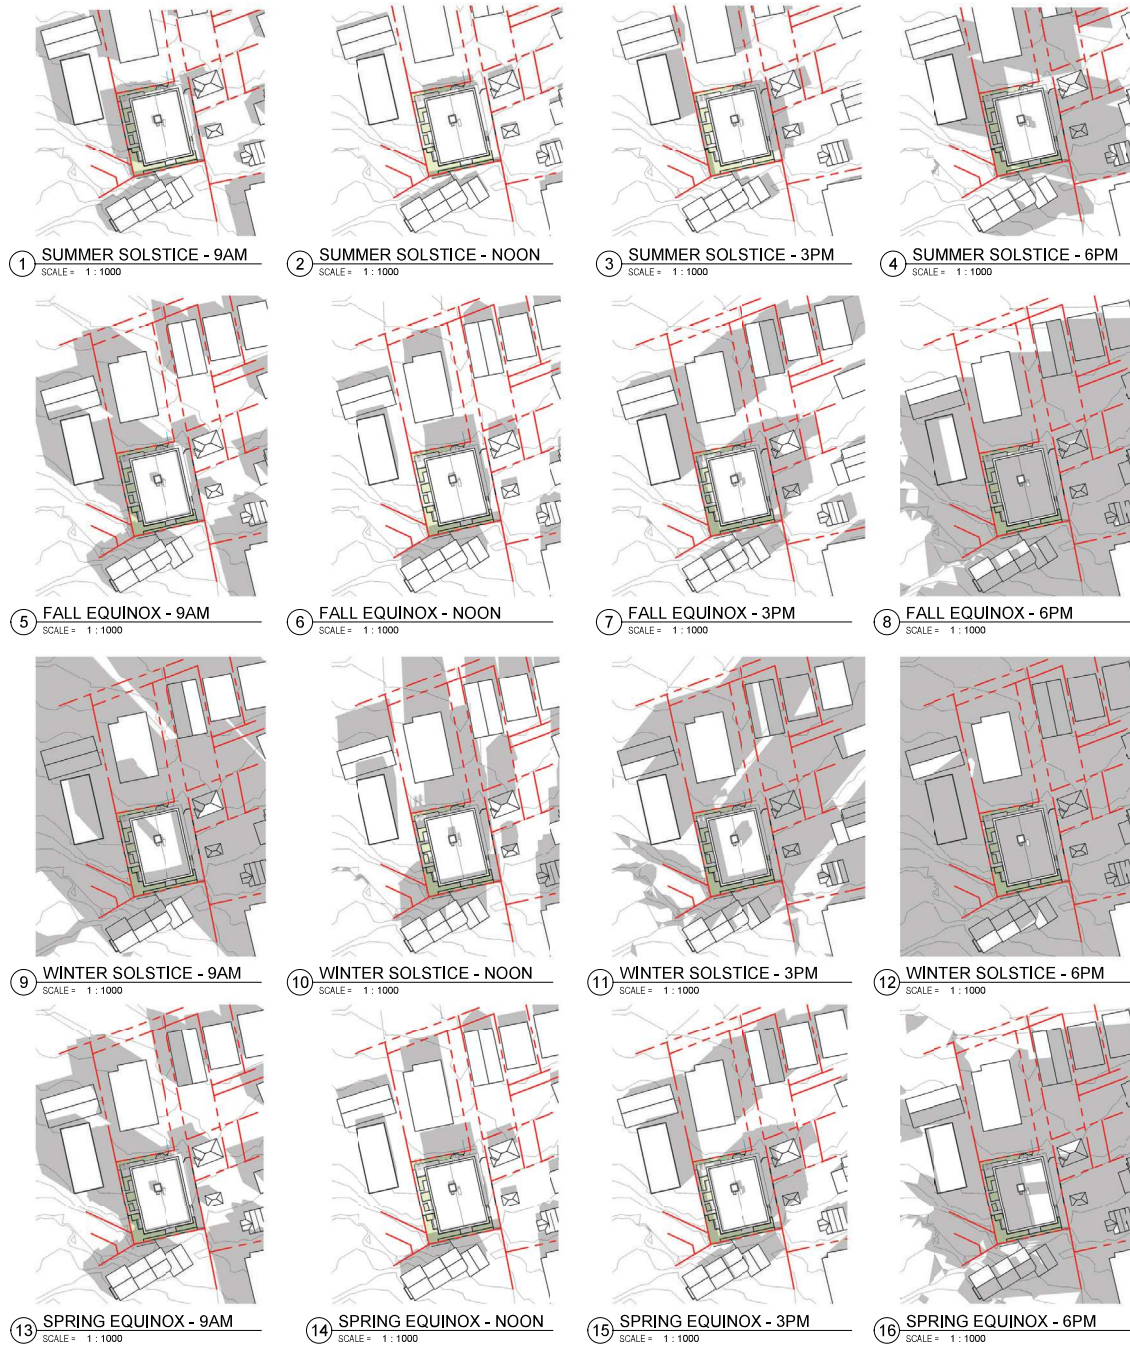 1 SUMMER SOLSTICE - 9AM
SCALE = 1 : 1000
2 SUMMER SOLSTICE - NOON
SCALE = 1 : 1000
3 SUMMER SOLSTICE - 3PM
SCALE = 1 : 1000
4 SUMMER SOLSTICE - 6PM
SCALE = 1 : 1000
5 FALL EQUINOX - 9AM
SCALE = 1 : 1000
6 FALL EQUINOX - NOON
SCALE = 1 : 1000
7 FALL EQUINOX - 3PM
SCALE = 1 : 1000
8 FALL EQUINOX - 6PM
SCALE = 1 : 1000
9 WINTER SOLSTICE - 9AM
SCALE = 1 : 1000
10 WINTER SOLSTICE - NOON
SCALE = 1 : 1000
11 WINTER SOLSTICE - 3PM
SCALE = 1 : 1000
12 WINTER SOLSTICE - 6PM
SCALE = 1 : 1000
13 SPRING EQUINOX - 9AM
SCALE = 1 : 1000
14 SPRING EQUINOX - NOON
SCALE = 1 : 1000
15 SPRING EQUINOX - 3PM
SCALE = 1 : 1000
16 SPRING EQUINOX - 6PM
SCALE = 1 : 1000